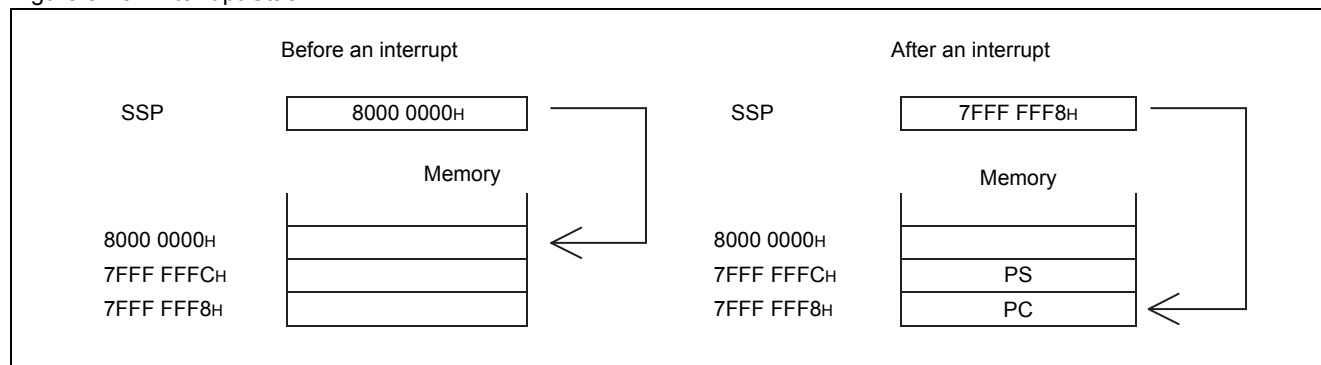 Before an interrupt
After an interrupt
SSP
8000 0000H
SSP
7FFF FFF8H
Memory
Memory
8000 0000H
8000 0000H
7FFF FFFCH
7FFF FFFCH
PS
7FFF FFF8H
7FFF FFF8H
PC